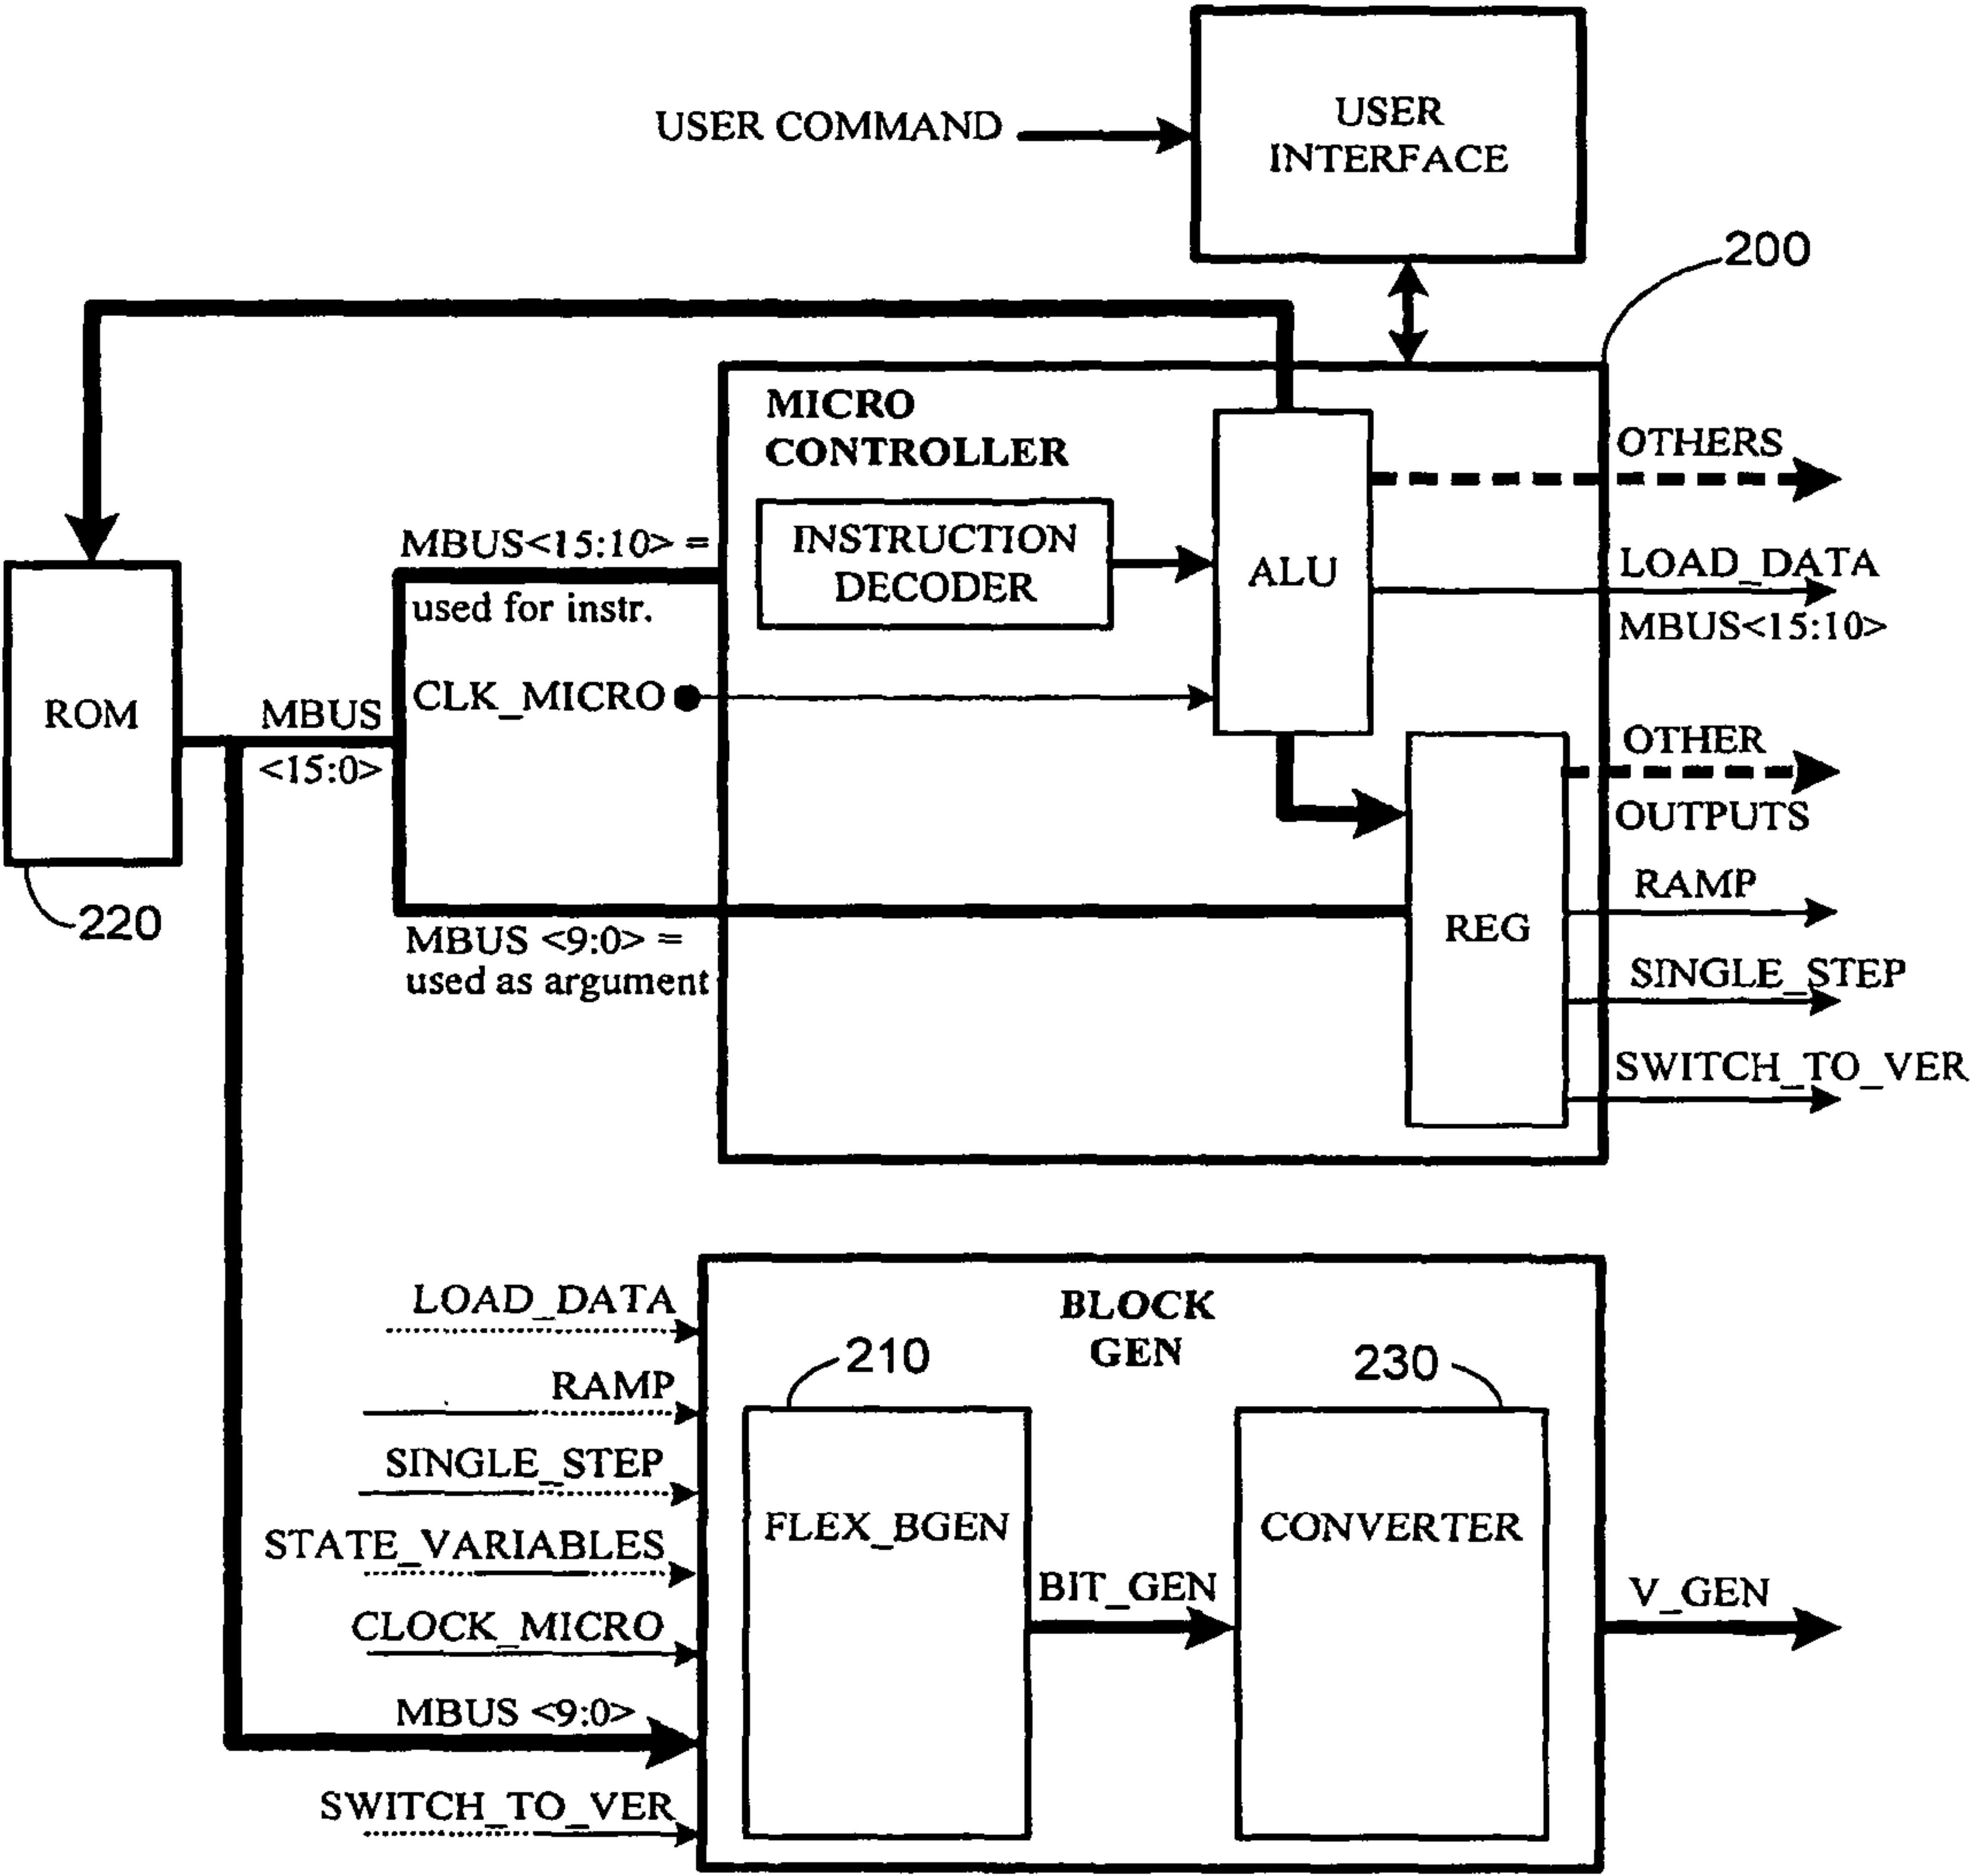 USER COMMAND
USER
INTERFACE
200
MICRO
CONTROLLER
OTHERS
MBUS<15:10> =
used for instr.
INSTRUCTION
DECODER
ALU
LOAD_DATA
MBUS<15:10>
ROM
MBUS
<15:0>
CLK_MICRO
OTHER
OUTPUTS
220
MBUS <9:0> =
used as argument
REG
RAMP
SINGLE_STEP
SWITCH_TO_VER
LOAD_DATA
RAMP
SINGLE_STEP
STATE_VARIABLES
CLOCK_MICRO
MBUS <9:0>
SWITCH_TO_VER
BLOCK
GEN
210
230
FLEX_BGEN
CONVERTER
BIT_GEN
V_GEN